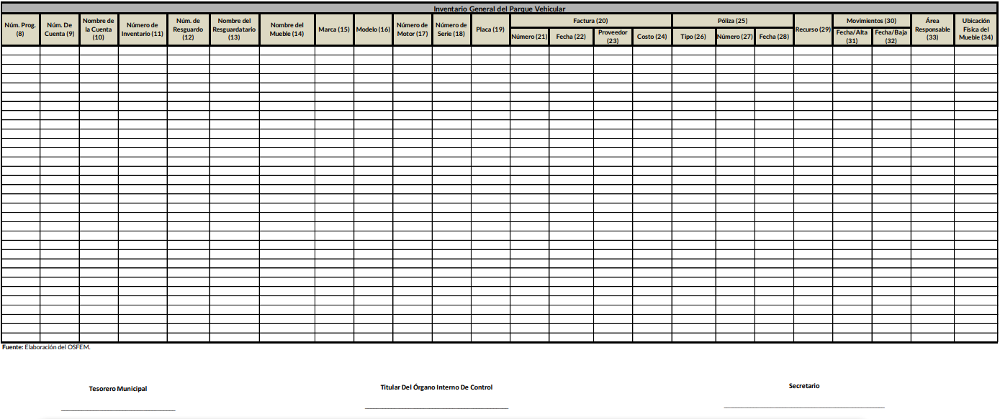 Inventario General del Parque Vehicular
Núm. Prog. (8)
Núm. De Cuenta (9)
Nombre de la Cuenta (10)
Número de Inventario (11)
Núm. de Resguardo (12)
Nombre del Resguardatario (13)
Nombre del Mueble (14)
Marca (15)
Modelo (16)
Número de Motor (17)
Número de Serie (18)
Placa (19)
Factura (20)
Número (21)
Fecha (22)
Proveedor (23)
Costo (24)
Póliza (25)
Tipo (26)
Número (27)
Fecha (28)
Recurso (29)
Movimientos (30)
Fecha/Alta (31)
Fecha/Baja (32)
Área Responsable (33)
Ubicación Física del Mueble (34)
Fuente: Elaboración del OSFEM.
Tesorero Municipal
Titular Del Órgano Interno De Control
Secretario